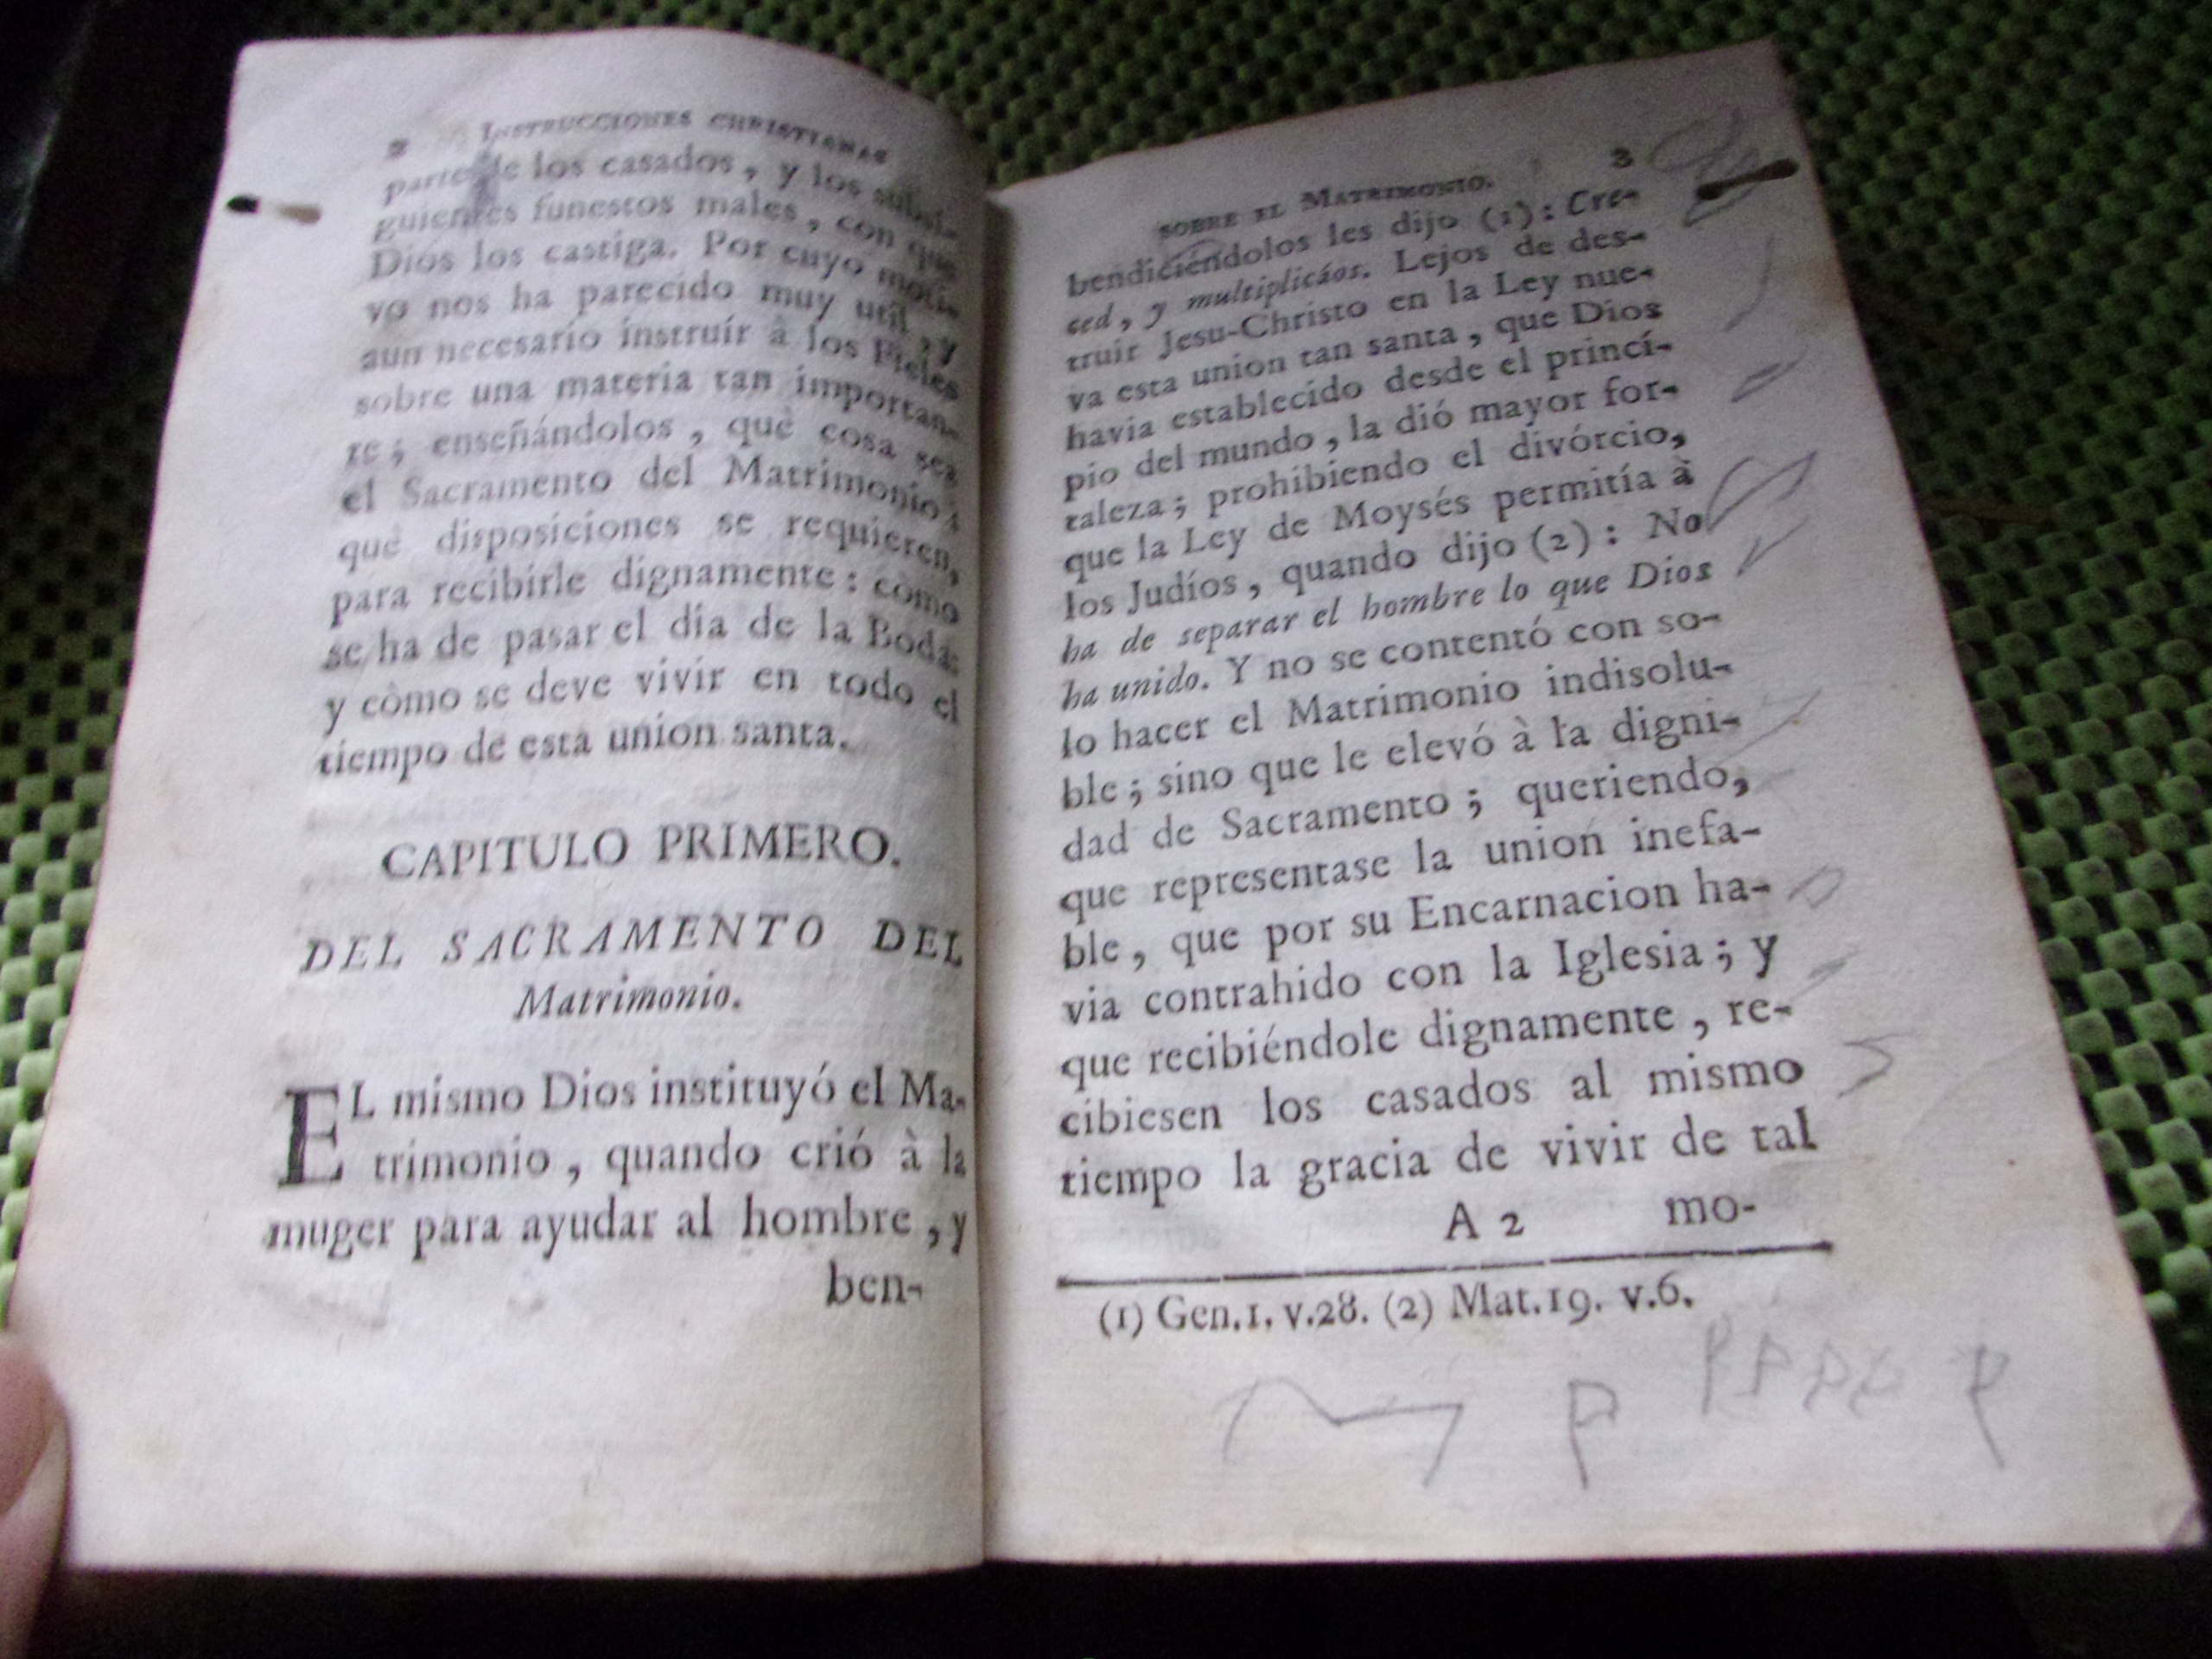 2 INSTRUCCIONES CHRISTIANAS
parte de los casados, y los subsi-
guientes funestos males, con que
Dios los castiga. Por cuyo moti-
vo nos ha parecido muy util, y
aun necesario instruír à los Fieles
sobre una materia tan importan-
te; enseñándolos, què cosa sea
el Sacramento del Matrimonio:
què disposiciones se requieren,
para recibirle dignamente: còmo
se ha de pasar el día de la Boda:
y còmo se deve vivir en todo el
tiempo de esta union santa.
CAPITULO PRIMERO.
DEL SACRAMENTO DEL
Matrimonio.
EL mismo Dios instituyó el Ma-
trimonio, quando crió à la
muger para ayudar al hombre, y
ben-
SOBRE EL MATRIMONIO. 3
bendiciéndolos les dijo (1): Cre-
ced, y multiplicáos. Lejos de des-
truir Jesu-Christo en la Ley nue-
va esta union tan santa, que Dios
havia establecido desde el princi-
pio del mundo, la dió mayor for-
taleza; prohibiendo el divórcio,
que la Ley de Moysés permitía à
los Judíos, quando dijo (2): No
ha de separar el hombre lo que Dios
ha unido. Y no se contentó con so-
lo hacer el Matrimonio indisolu-
ble; sino que le elevó à la digni-
dad de Sacramento; queriendo,
que representase la union inefa-
ble, que por su Encarnacion ha-
via contrahido con la Iglesia; y
que recibiéndole dignamente, re-
cibiesen los casados al mismo
tiempo la gracia de vivir de tal
A 2 mo-
(1) Gen.1. v.28. (2) Mat.19. v.6.